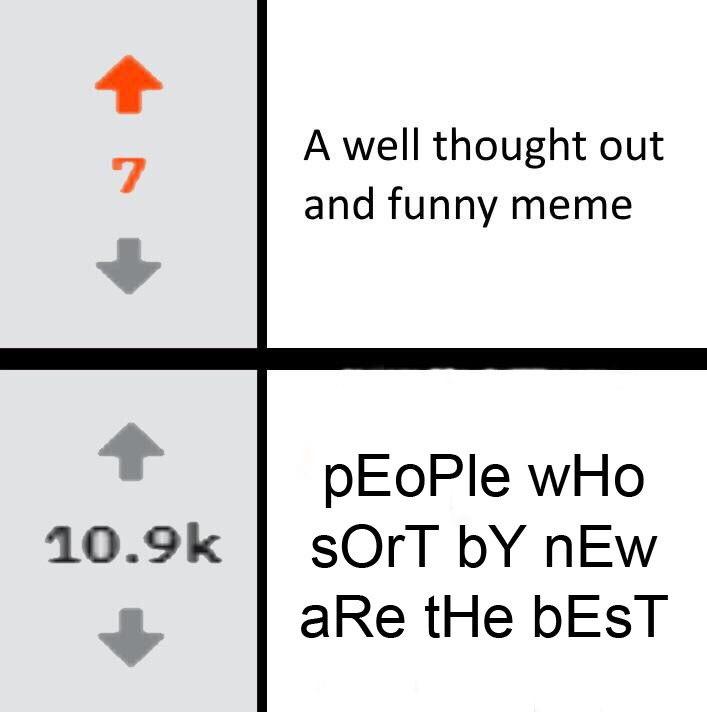 7
A well thought out
and funny meme
10.9k
pEoPle wHo
sOrT bY nEw
aRe tHe bEsT